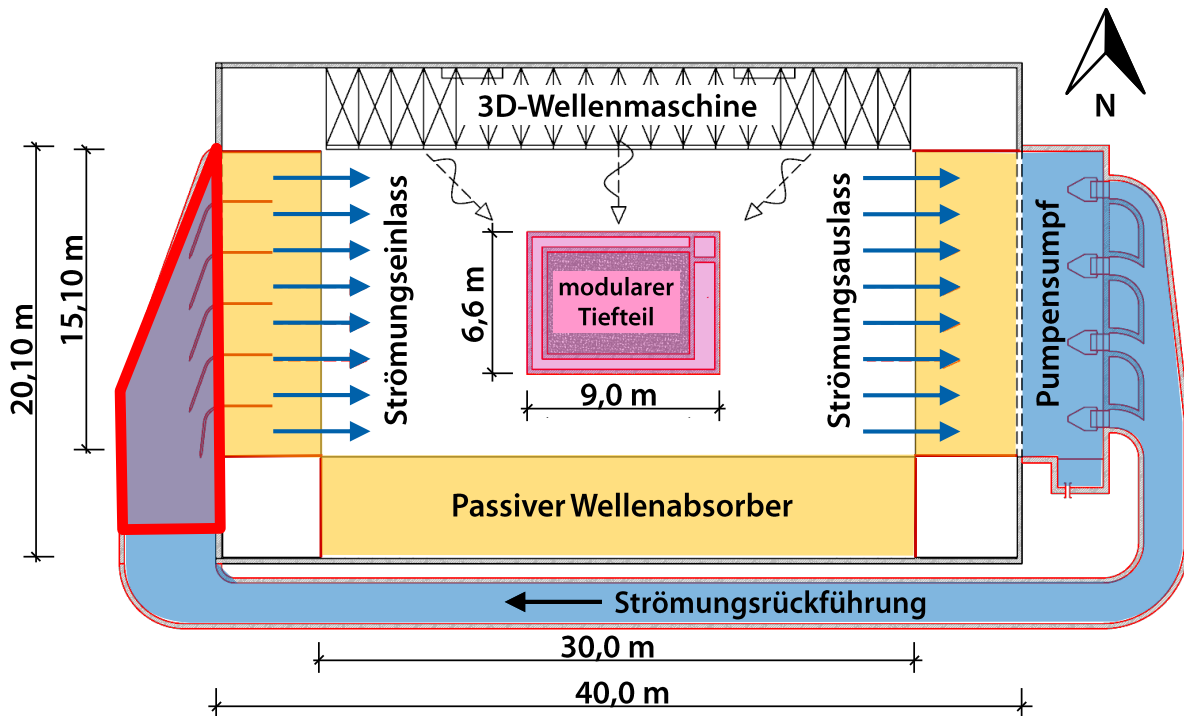 3D-Wellenmaschine
N
20,10 m
15,10 m
Strömungseinlass
6,6 m
modularer
Tiefteil
9,0 m
Strömungsauslass
Pumpensumpf
Passiver Wellenabsorber
Strömungsrückführung
30,0 m
40,0 m